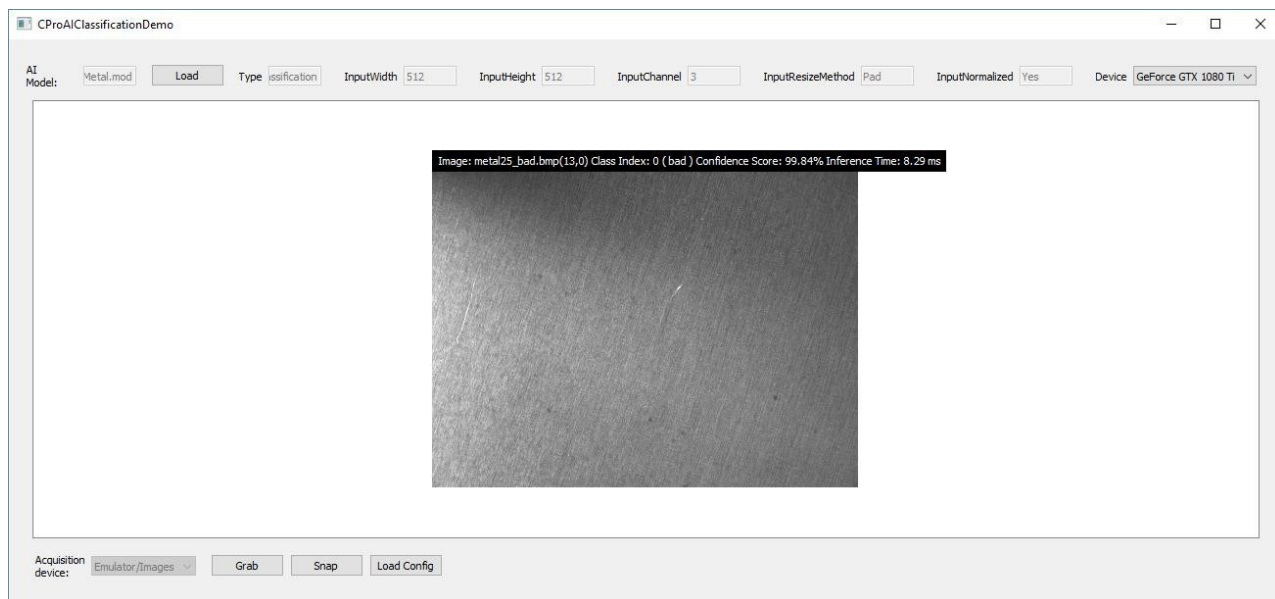 CProAIClassificationDemo
AI Model: Metal.mod Load Type ssification InputWidth 512 InputHeight 512 InputChannel 3 InputResizeMethod Pad InputNormalized Yes Device GeForce GTX 1080 Ti
Image: metal25_bad.bmp(13,0) Class Index: 0 ( bad ) Confidence Score: 99.84% Inference Time: 8.29 ms
Acquisition device: Emulator/Images Grab Snap Load Config